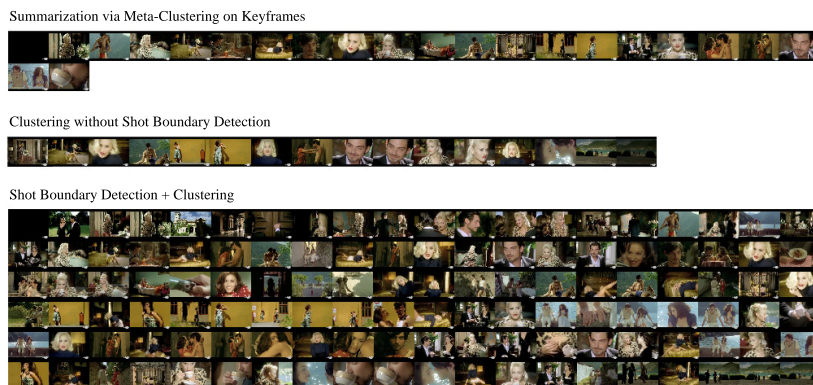 Summarization via Meta-Clustering on Keyframes
Clustering without Shot Boundary Detection
Shot Boundary Detection + Clustering